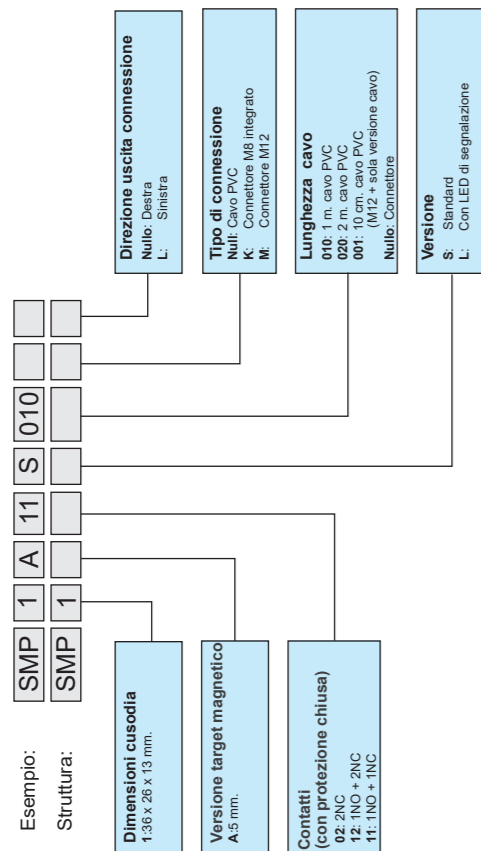 Esempio: SMP 1 A 11 S 010
Struttura: SMP 1
Dimensioni cusodia
1:36 x 26 x 13 mm.
Versione target magnetico
A:5 mm.
Contatti
(con protezione chiusa)
02: 2NC
12: 1NO + 2NC
11: 1NO + 1NC
Direzione uscita connessione
Nullo: Destra
L: Sinistra
Tipo di connessione
Null: Cavo PVC
K: Connettore M8 integrato
M: Connettore M12
Lunghezza cavo
010: 1 m. cavo PVC
020: 2 m. cavo PVC
001: 10 cm. cavo PVC
(M12 + sola versione cavo)
Nullo: Connettore
Versione
S: Standard
L: Con LED di segnalazione